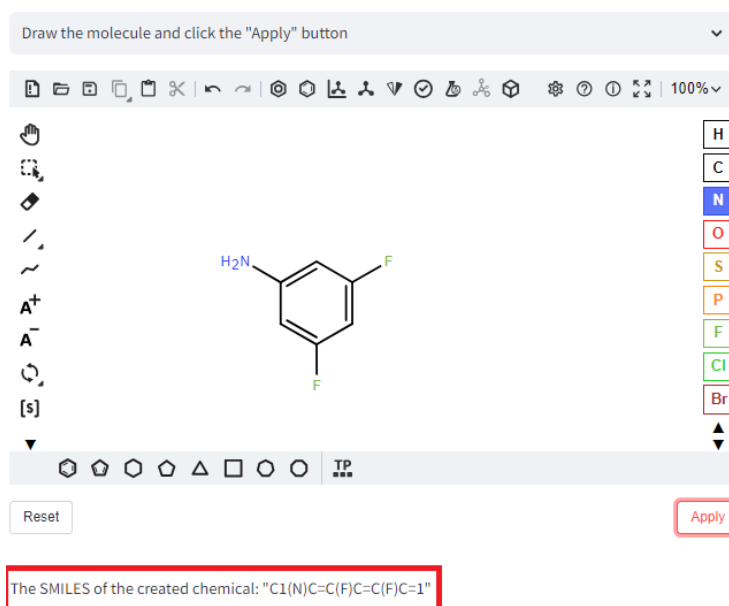 Draw the molecule and click the "Apply" button
100%
H
C
N
O
S
P
F
Cl
Br
A+
A-
[s]
H2N
F
F
TP
Reset
Apply
The SMILES of the created chemical: "C1(N)C=C(F)C=C(F)C=1"